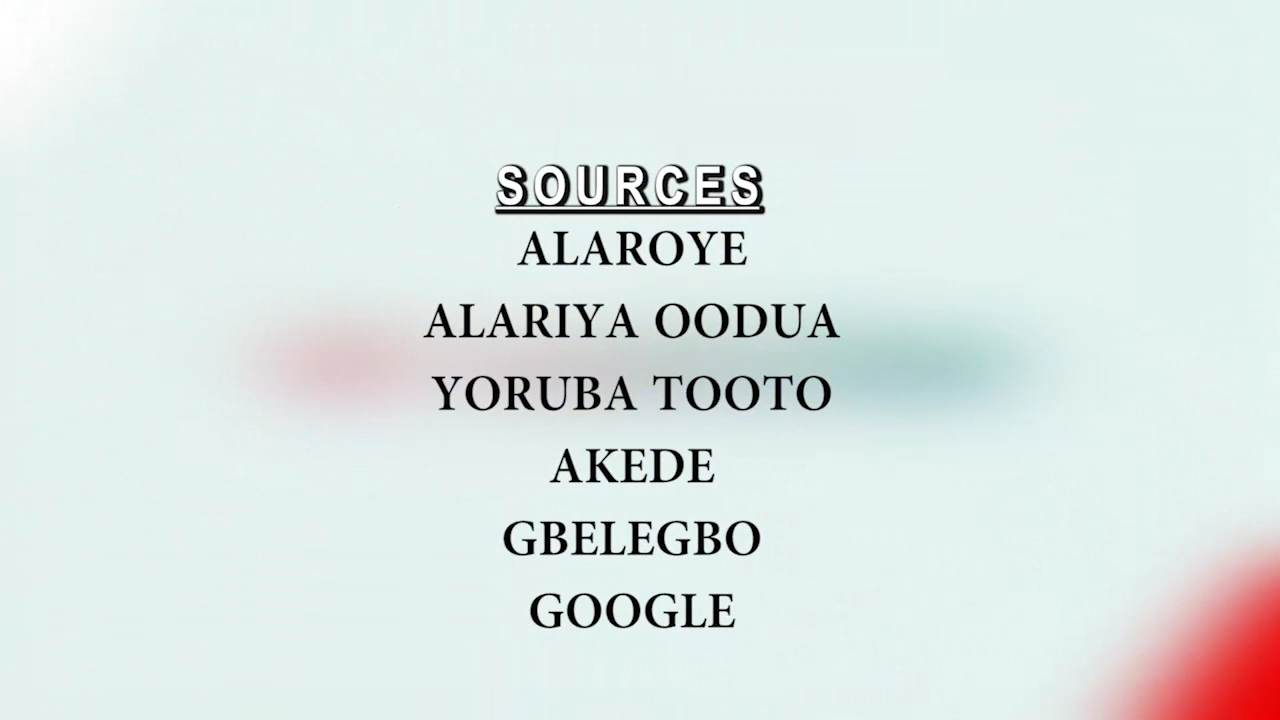 SOURCES
ALAROYE
ALARIYA OODUA
YORUBA TOOTO
AKEDE
GBELEGBO
GOOGLE